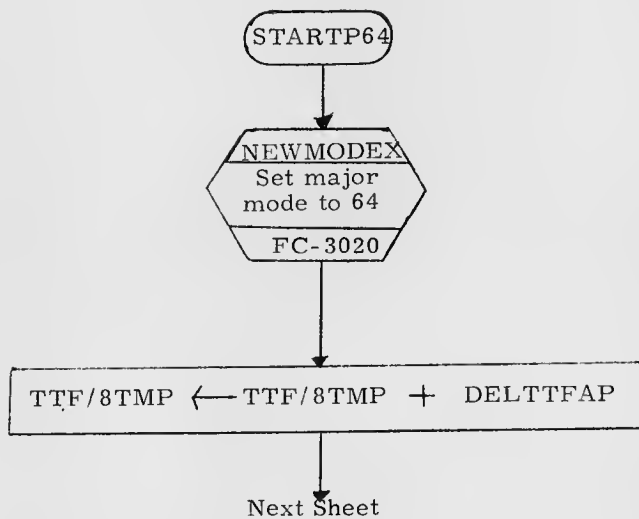 STARTP64
NEWMODEX
Set major
mode to 64
FC-3020
TTF/8TMP ← TTF/8TMP + DELTTFAP
Next Sheet